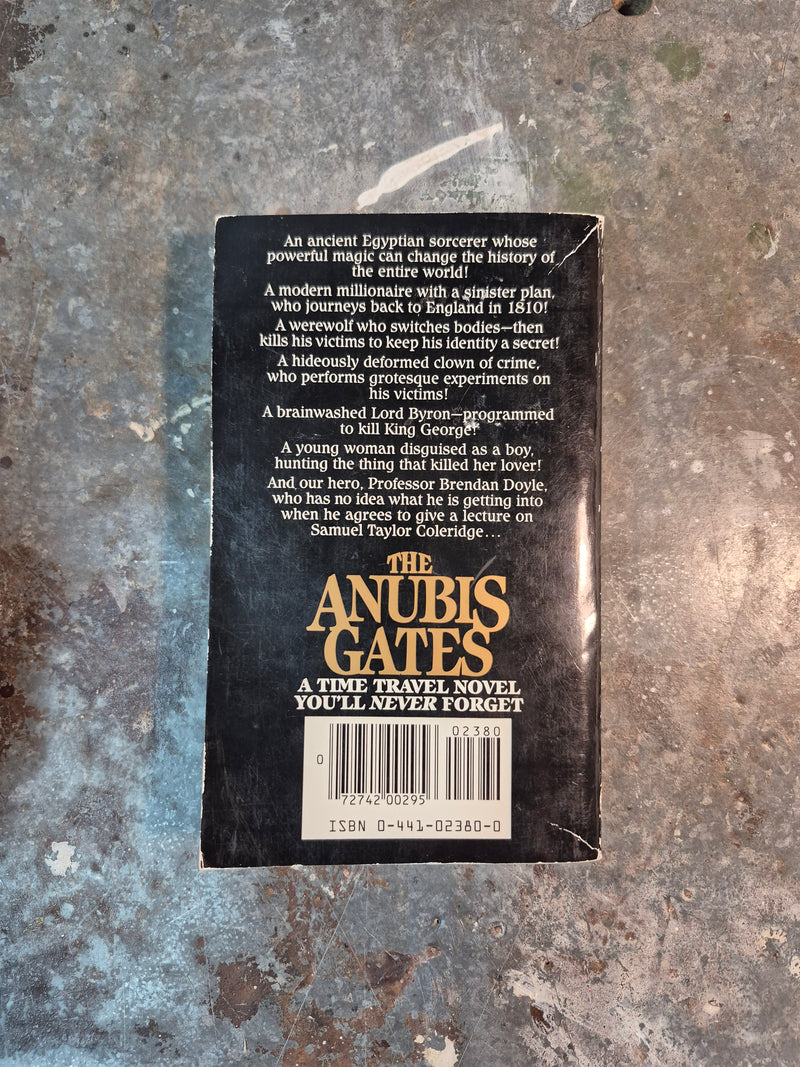 An ancient Egyptian sorcerer whose
powerful magic can change the history of
the entire world!
A modern millionaire with a sinister plan,
who journeys back to England in 1810!
A werewolf who switches bodies—then
kills his victims to keep his identity a secret!
A hideously deformed clown of crime,
who performs grotesque experiments on
his victims!
A brainwashed Lord Byron—programmed
to kill King George!
A young woman disguised as a boy,
hunting the thing that killed her lover!
And our hero, Professor Brendan Doyle,
who has no idea what he is getting into
when he agrees to give a lecture on
Samuel Taylor Coleridge...
THE
ANUBIS
GATES
A TIME TRAVEL NOVEL
YOU'LL NEVER FORGET
02380
0
72742 00295
ISBN 0-441-02380-0